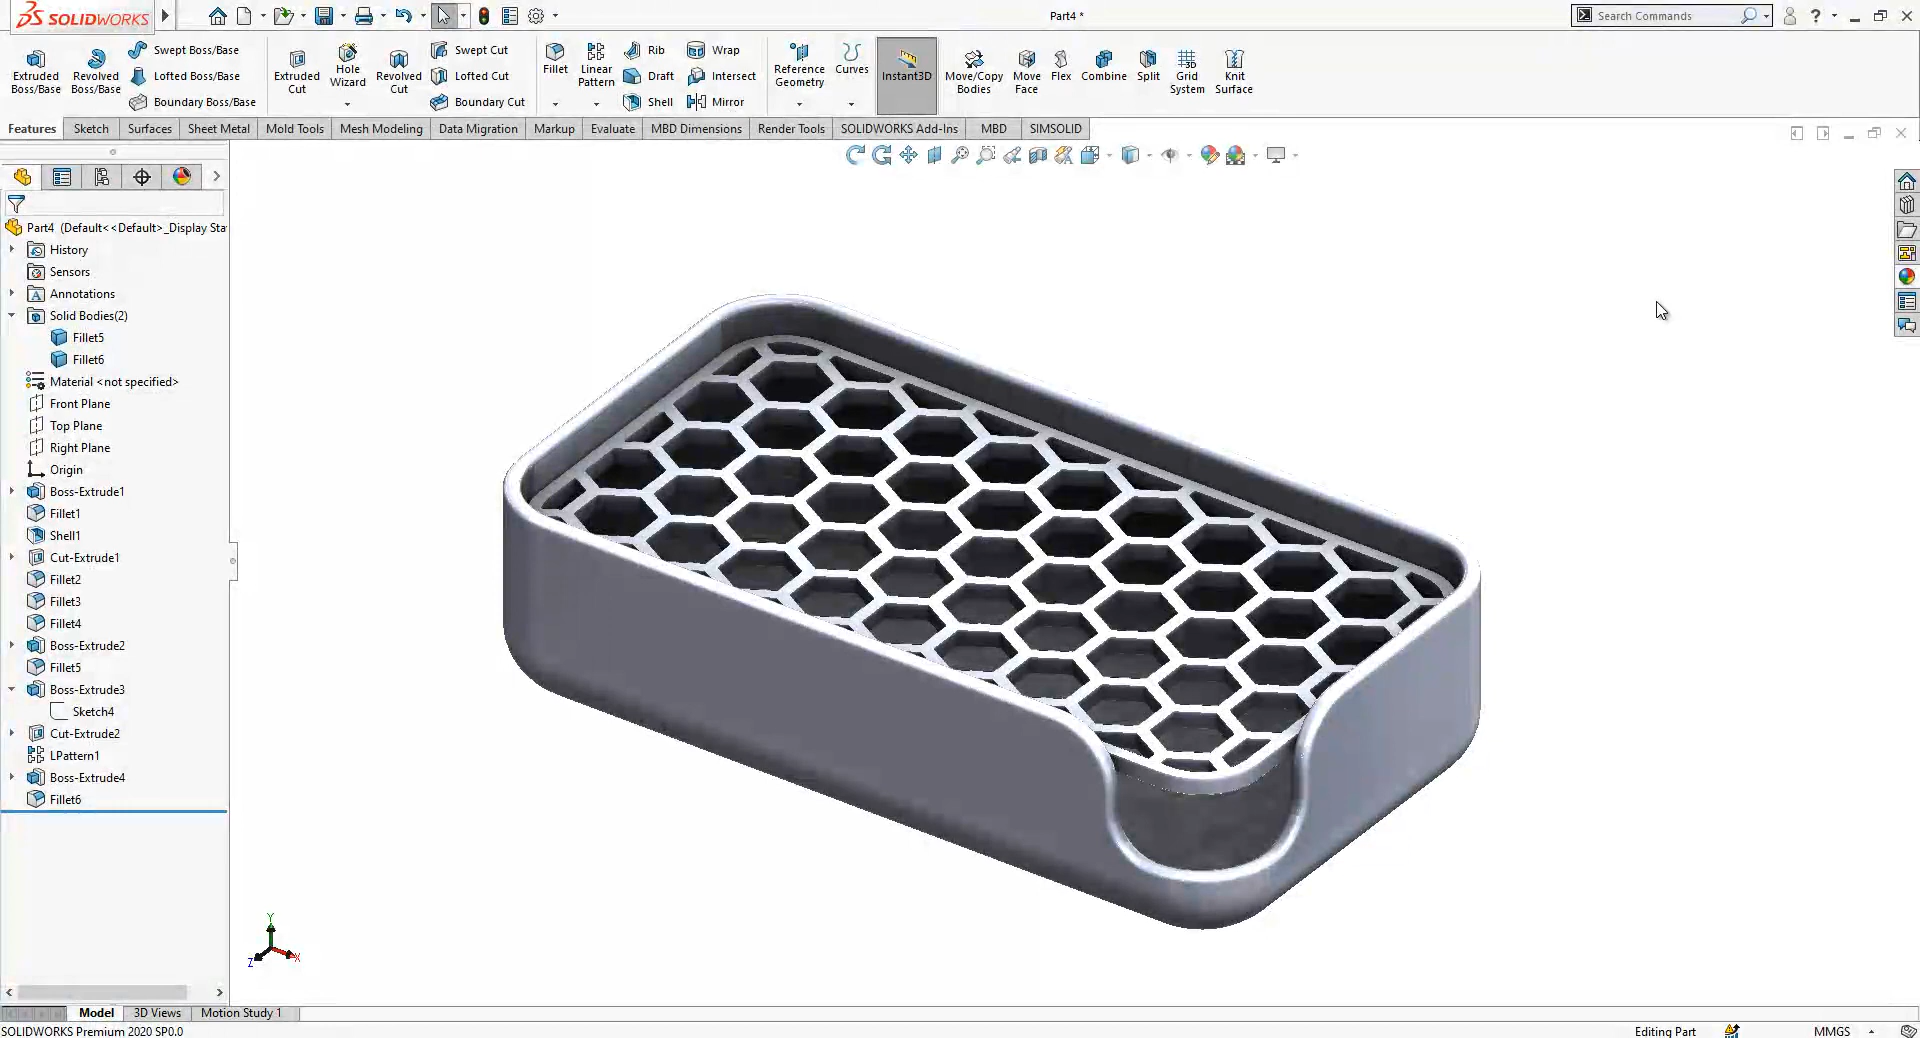 SOLIDWORKS
Part4 *
Search Commands
Extruded Boss/Base
Revolved Boss/Base
Swept Boss/Base
Lofted Boss/Base
Boundary Boss/Base
Extruded Cut
Hole Wizard
Revolved Cut
Swept Cut
Lofted Cut
Boundary Cut
Fillet
Linear Pattern
Rib
Draft
Shell
Wrap
Intersect
Mirror
Reference Geometry
Curves
Instant3D
Move/Copy Bodies
Move Face
Flex
Combine
Split
Grid System
Knit Surface
Features
Sketch
Surfaces
Sheet Metal
Mold Tools
Mesh Modeling
Data Migration
Markup
Evaluate
MBD Dimensions
Render Tools
SOLIDWORKS Add-Ins
MBD
SIMSOLID
Part4 (Default<<Default>_Display Sta
History
Sensors
Annotations
Solid Bodies(2)
Fillet5
Fillet6
Material <not specified>
Front Plane
Top Plane
Right Plane
Origin
Boss-Extrude1
Fillet1
Shell1
Cut-Extrude1
Fillet2
Fillet3
Fillet4
Boss-Extrude2
Fillet5
Boss-Extrude3
Sketch4
Cut-Extrude2
LPattern1
Boss-Extrude4
Fillet6
Y
Z
X
Model
3D Views
Motion Study 1
SOLIDWORKS Premium 2020 SP0.0
Editing Part
MMGS